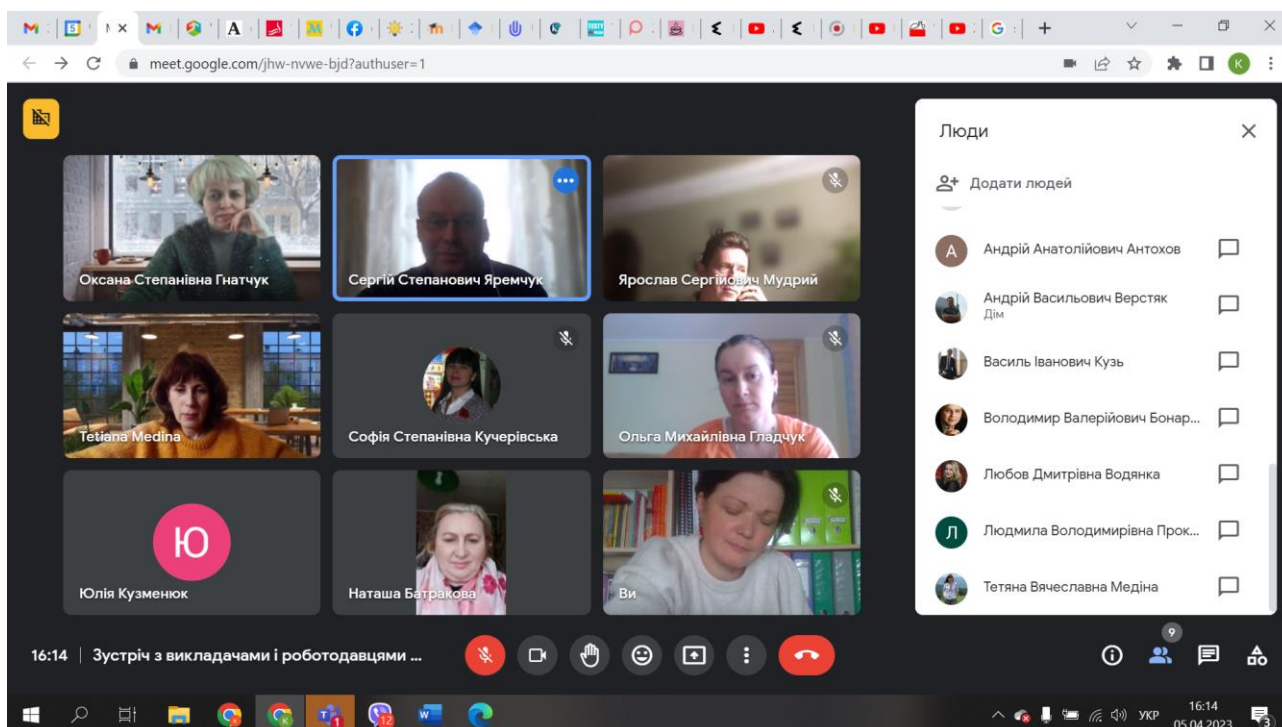 meet.google.com/jhw-nvwe-bjd?authuser=1
K
Люди
Додати людей
А
Андрій Анатолійович Антохов
Андрій Васильович Верстяк
Дім
Василь Іванович Кузь
Володимир Валерійович Бонар...
Любов Дмитрівна Водянка
Л
Людмила Володимирівна Прок...
Тетяна Вячеславна Медіна
Оксана Степанівна Гнатчук
Сергій Степанович Яремчук
Ярослав Сергійович Мудрий
Tetiana Medina
Софія Степанівна Кучерівська
Ольга Михайлівна Гладчук
Ю
Юлія Кузменюк
Наташа Батракова
Ви
16:14 | Зустріч з викладачами і роботодавцями ...
9
12
УКР
16:14
05.04.2023